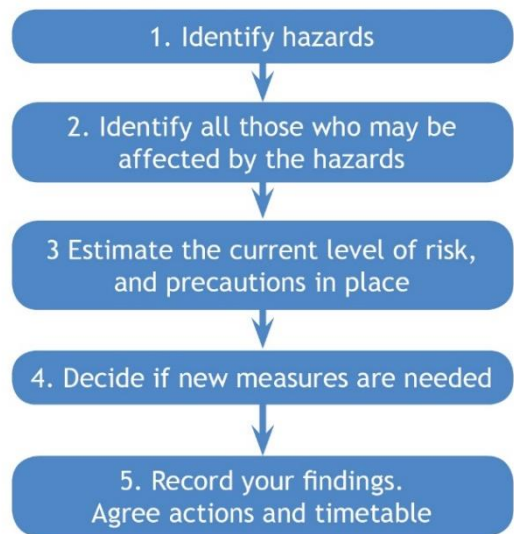 1. Identify hazards
2. Identify all those who may be
affected by the hazards
3 Estimate the current level of risk,
and precautions in place
4. Decide if new measures are needed
5. Record your findings.
Agree actions and timetable